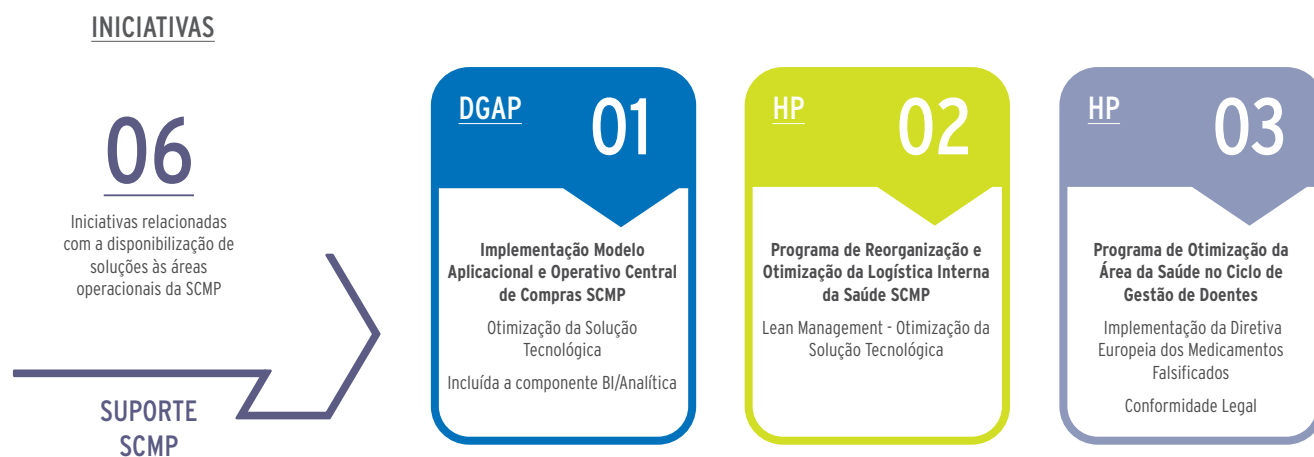 INICIATIVAS
06
Iniciativas relacionadas
com a disponibilização de
soluções às áreas
operacionais da SCMP
SUPORTE
SCMP
DGAP
01
Implementação Modelo
Aplicacional e Operativo Central
de Compras SCMP
Otimização da Solução
Tecnológica
Incluída a componente BI/Analítica
HP
02
Programa de Reorganização e
Otimização da Logística Interna
da Saúde SCMP
Lean Management - Otimização da
Solução Tecnológica
HP
03
Programa de Otimização da
Área da Saúde no Ciclo de
Gestão de Doentes
Implementação da Diretiva
Europeia dos Medicamentos
Falsificados
Conformidade Legal